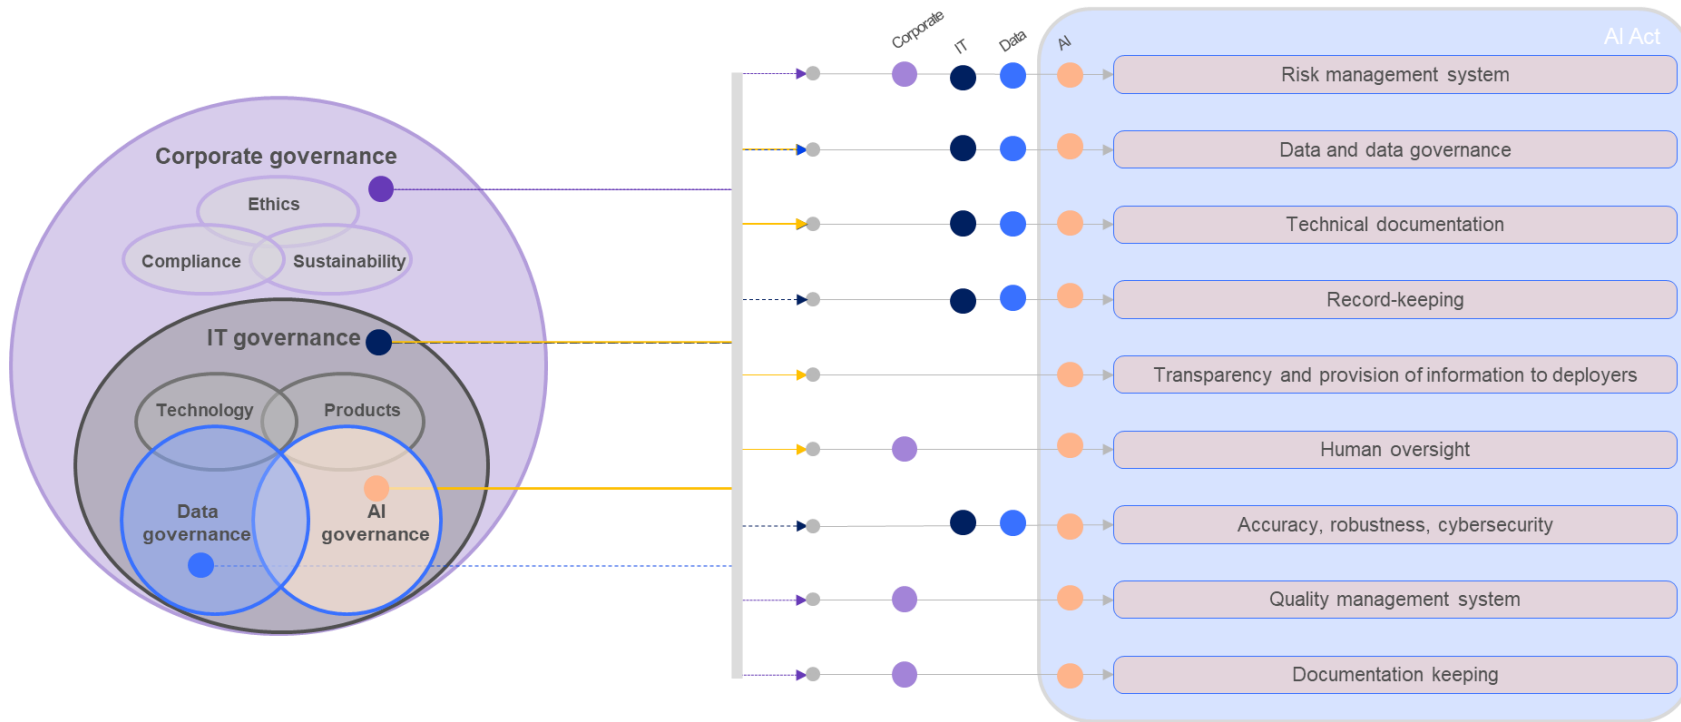 Corporate
IT
Data
AI
AI Act
Risk management system
Data and data governance
Technical documentation
Record-keeping
Transparency and provision of information to deployers
Human oversight
Accuracy, robustness, cybersecurity
Quality management system
Documentation keeping
Corporate governance
Ethics
Compliance
Sustainability
IT governance
Technology
Products
Data
governance
AI
governance